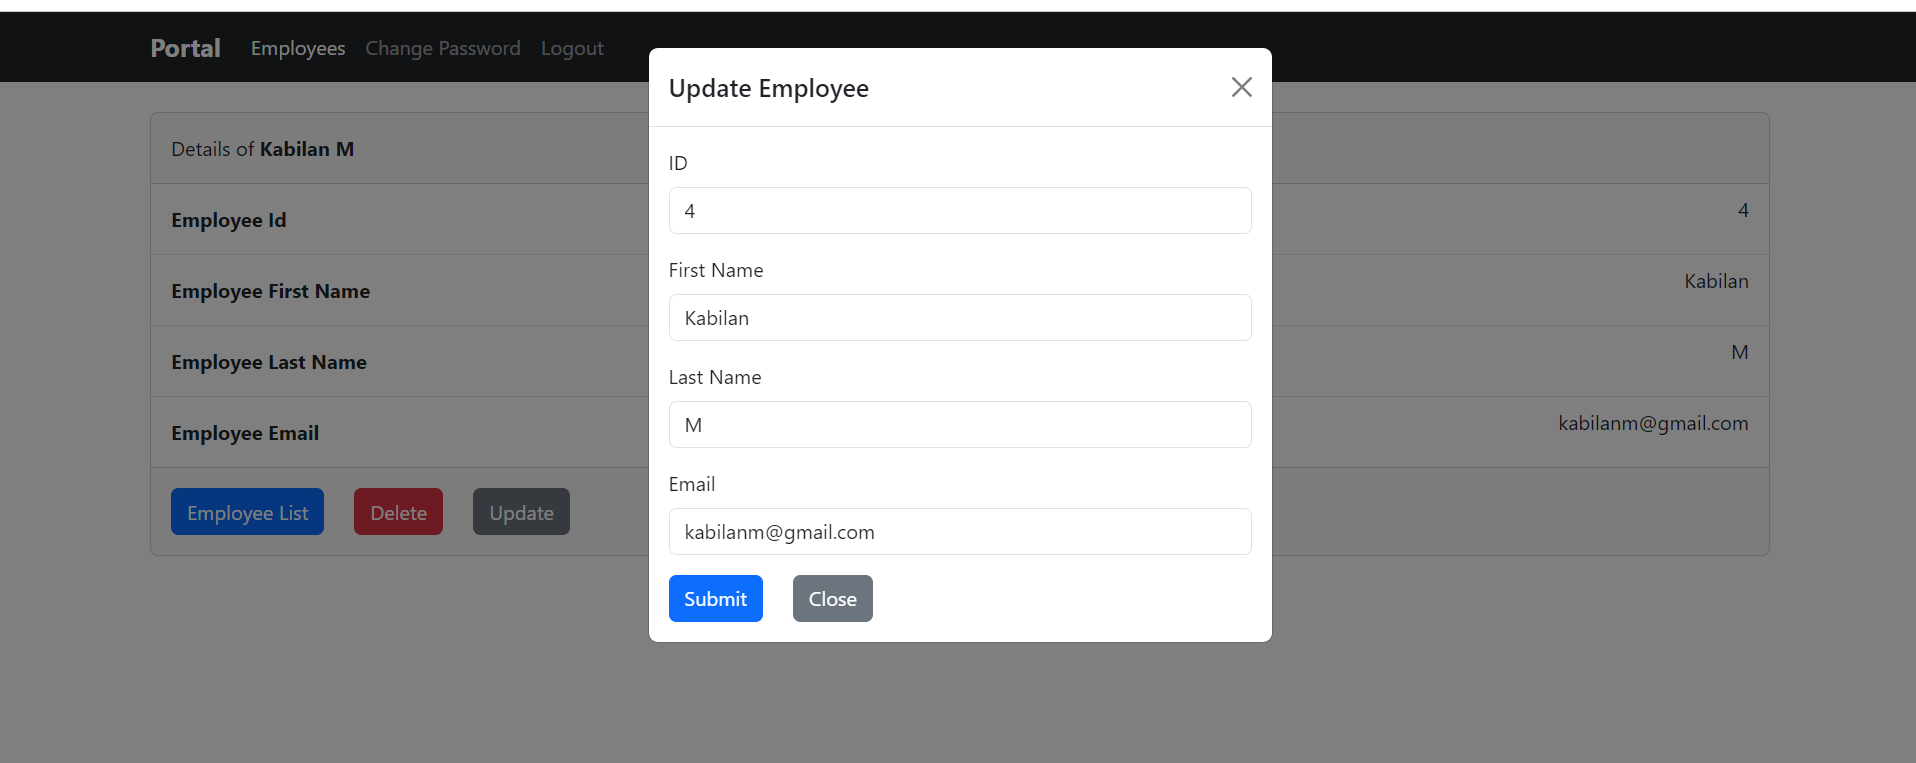 Portal Employees Change Password Logout
Update Employee
ID
4
First Name
Kabilan
Last Name
M
Email
kabilanm@gmail.com
Submit Close
Details of Kabilan M
Employee Id 4
Employee First Name Kabilan
Employee Last Name M
Employee Email kabilanm@gmail.com
Employee List Delete Update